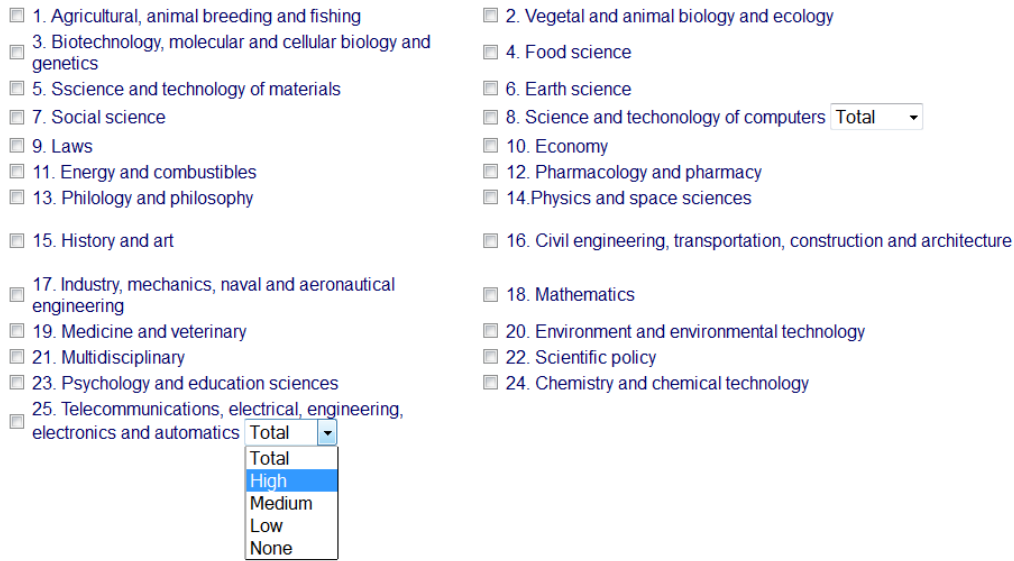 1. Agricultural, animal breeding and fishing
2. Vegetal and animal biology and ecology
3. Biotechnology, molecular and cellular biology and
genetics
4. Food science
5. Sscience and technology of materials
6. Earth science
7. Social science
8. Science and techonology of computers Total
9. Laws
10. Economy
11. Energy and combustibles
12. Pharmacology and pharmacy
13. Philology and philosophy
14.Physics and space sciences
15. History and art
16. Civil engineering, transportation, construction and architecture
17. Industry, mechanics, naval and aeronautical
engineering
18. Mathematics
19. Medicine and veterinary
20. Environment and environmental technology
21. Multidisciplinary
22. Scientific policy
23. Psychology and education sciences
24. Chemistry and chemical technology
25. Telecommunications, electrical, engineering,
electronics and automatics Total
Total
High
Medium
Low
None